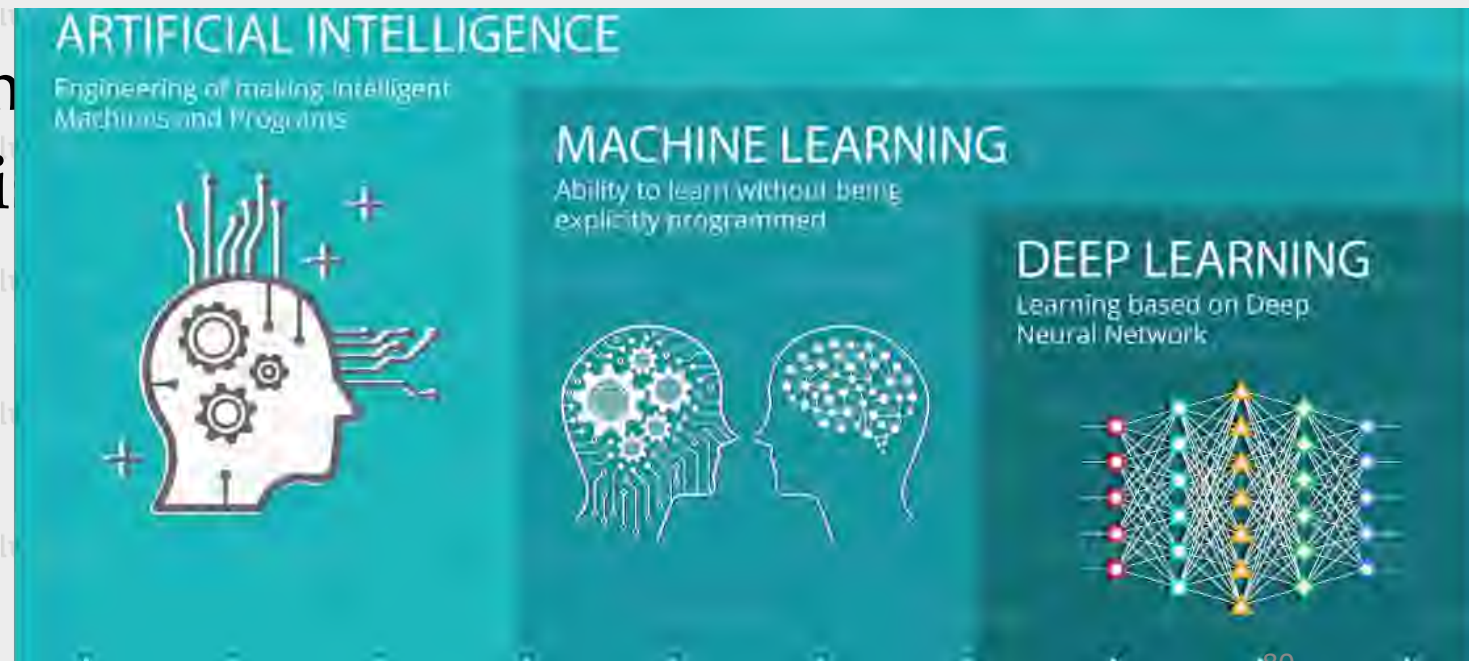 ARTIFICIAL INTELLIGENCE
Engineering of making Intelligent
Machines and Programs
MACHINE LEARNING
Ability to learn without being
explicitly programmed
DEEP LEARNING
Learning based on Deep
Neural Network